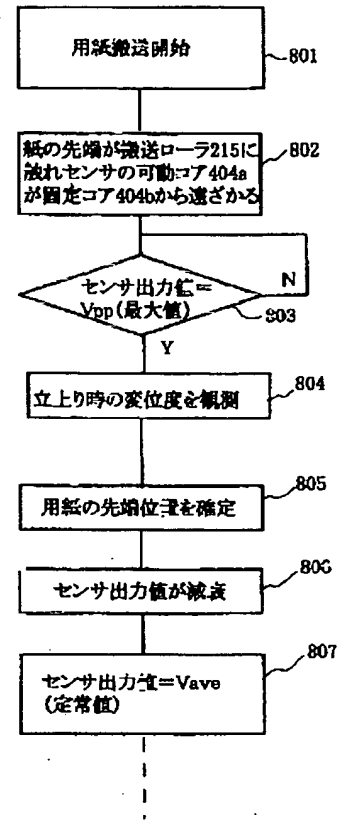 用紙搬送開始
801
紙の先端が搬送ローラ215に
触れセンサの可動コア404a
が固定コア404bから遠ざかる
802
センサ出力値=
Vpp(最大値)
N
803
Y
立上り時の変位度を観測
804
用紙の先端位置を確定
805
センサ出力値が減衰
806
センサ出力値=Vave
(定常値)
807